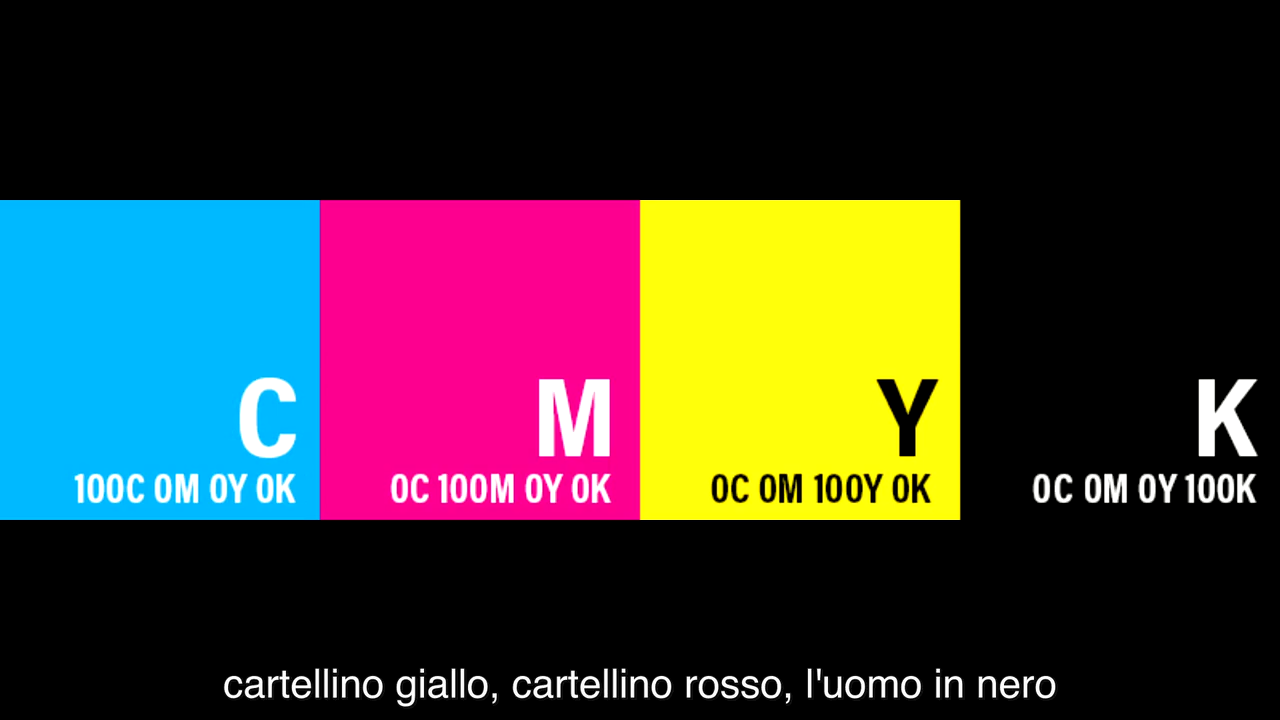 C M Y K
100C 0M 0Y 0K 0C 100M 0Y 0K 0C 0M 100Y 0K 0C 0M 0Y 100K
cartellino giallo, cartellino rosso, l'uomo in nero